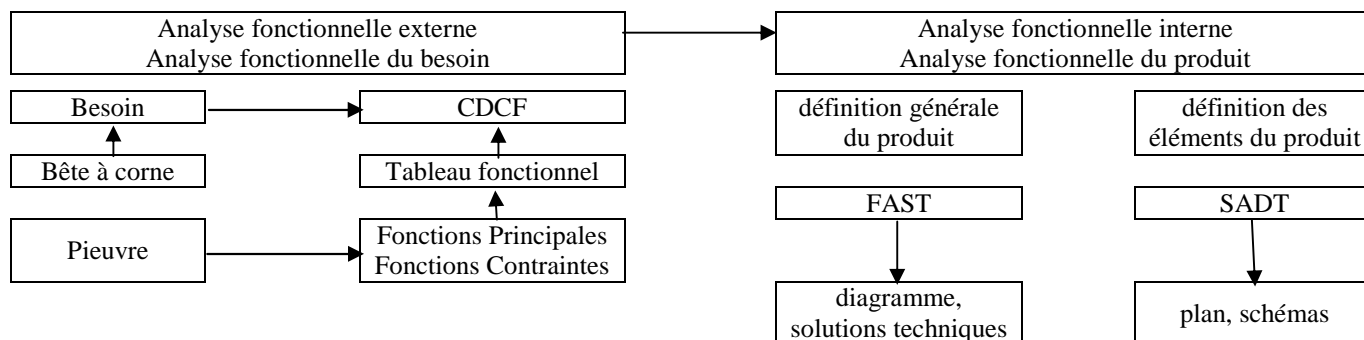 Analyse fonctionnelle externe
Analyse fonctionnelle du besoin
Analyse fonctionnelle interne
Analyse fonctionnelle du produit
Besoin
CDCF
définition générale
du produit
définition des
éléments du produit
Bête à corne
Tableau fonctionnel
FAST
SADT
Pieuvre
Fonctions Principales
Fonctions Contraintes
diagramme,
solutions techniques
plan, schémas